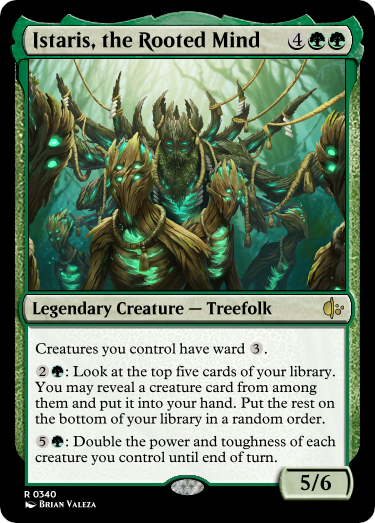 Istaris, the Rooted Mind 4
Legendary Creature — Treefolk
Creatures you control have ward 3.
2: Look at the top five cards of your library.
You may reveal a creature card from among
them and put it into your hand. Put the rest on
the bottom of your library in a random order.
5: Double the power and toughness of each
creature you control until end of turn.
5/6
R 0340
Brian Valeza